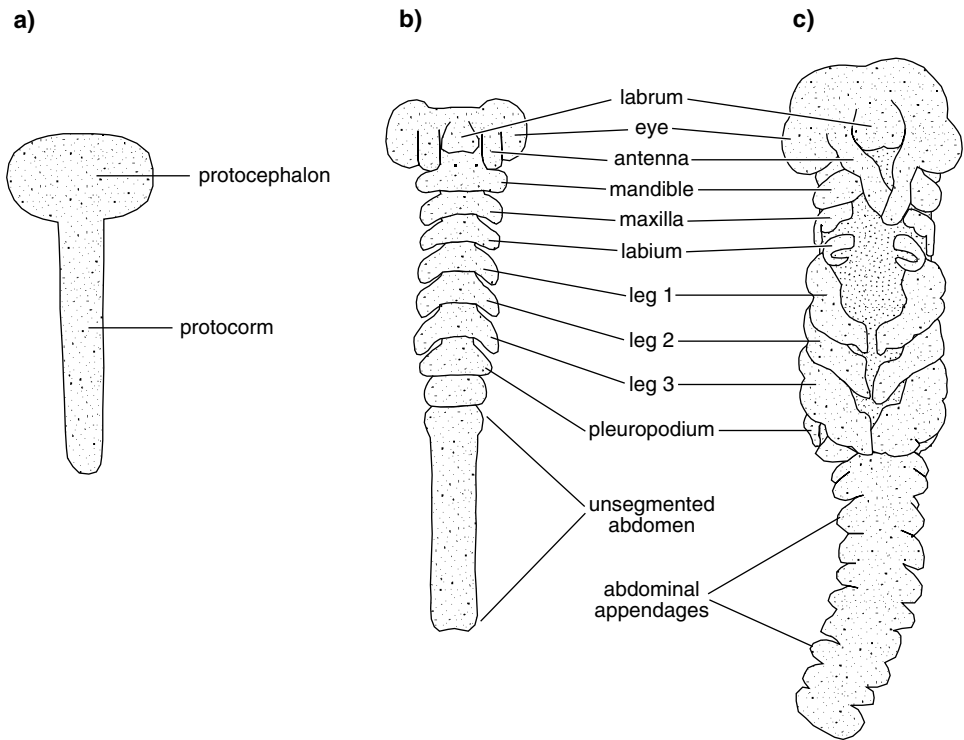 a)
b)
c)
protocephalon
protocorm
labrum
eye
antenna
mandible
maxilla
labium
leg 1
leg 2
leg 3
pleuropodium
unsegmented
abdomen
abdominal
appendages